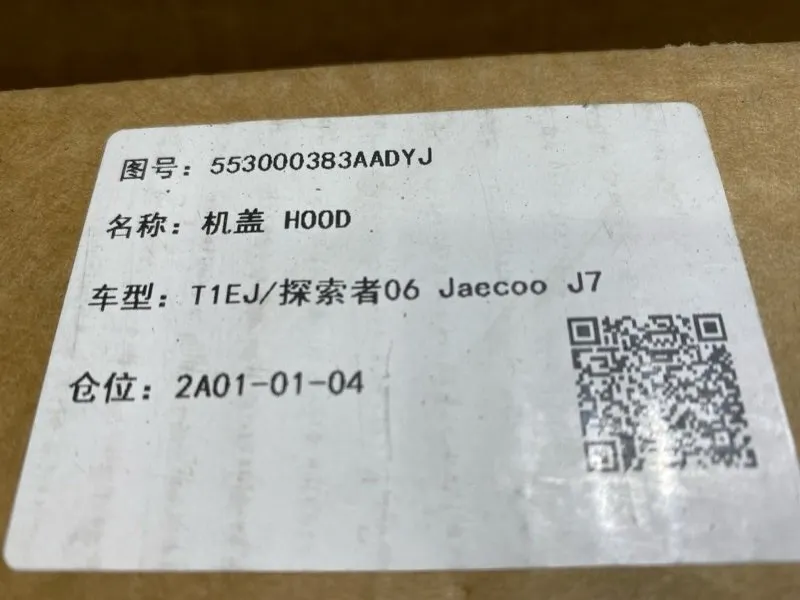 图号：553000383AADYJ
名称：机盖 HOOD
车型：T1EJ/探索者06 Jaecoo J7
仓位：2A01-01-04